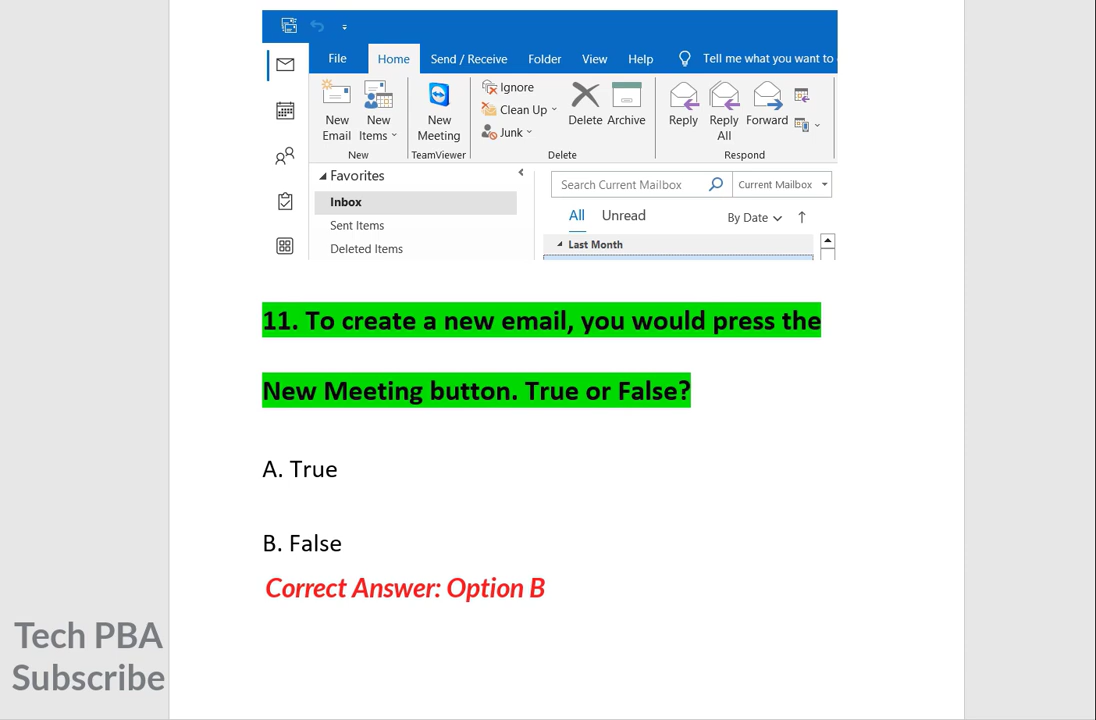 File Home Send / Receive Folder View Help Tell me what you want to
New Email
New Items
New
New Meeting
TeamViewer
Ignore
Clean Up
Junk
Delete
Archive
Delete
Reply
Reply All
Forward
Respond
Favorites
Inbox
Sent Items
Deleted Items
Search Current Mailbox Current Mailbox
All Unread By Date
Last Month
11. To create a new email, you would press the
New Meeting button. True or False?
A. True
B. False
Correct Answer: Option B
Tech PBA
Subscribe